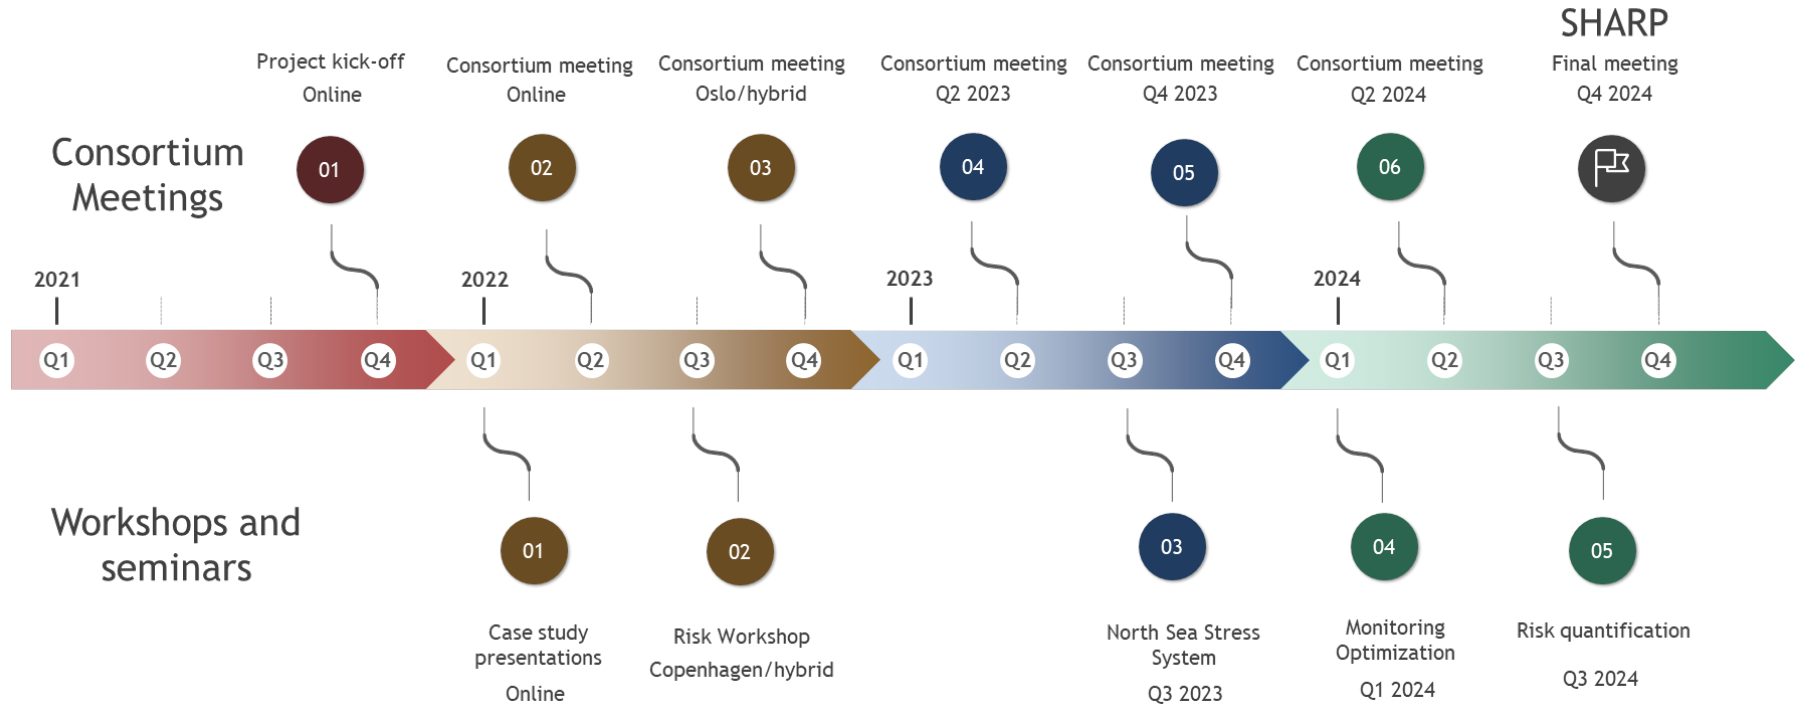 SHARP
Project kick-off
Online
Consortium meeting
Online
Consortium meeting
Oslo/hybrid
Consortium meeting
Q2 2023
Consortium meeting
Q4 2023
Consortium meeting
Q2 2024
Final meeting
Q4 2024
Consortium
Meetings
01
02
03
04
05
06
2021
2022
2023
2024
Q1
Q2
Q3
Q4
Q1
Q2
Q3
Q4
Q1
Q2
Q3
Q4
Q1
Q2
Q3
Q4
Workshops and
seminars
01
02
03
04
05
Case study
presentations
Online
Risk Workshop
Copenhagen/hybrid
North Sea Stress
System
Q3 2023
Monitoring
Optimization
Q1 2024
Risk quantification
Q3 2024